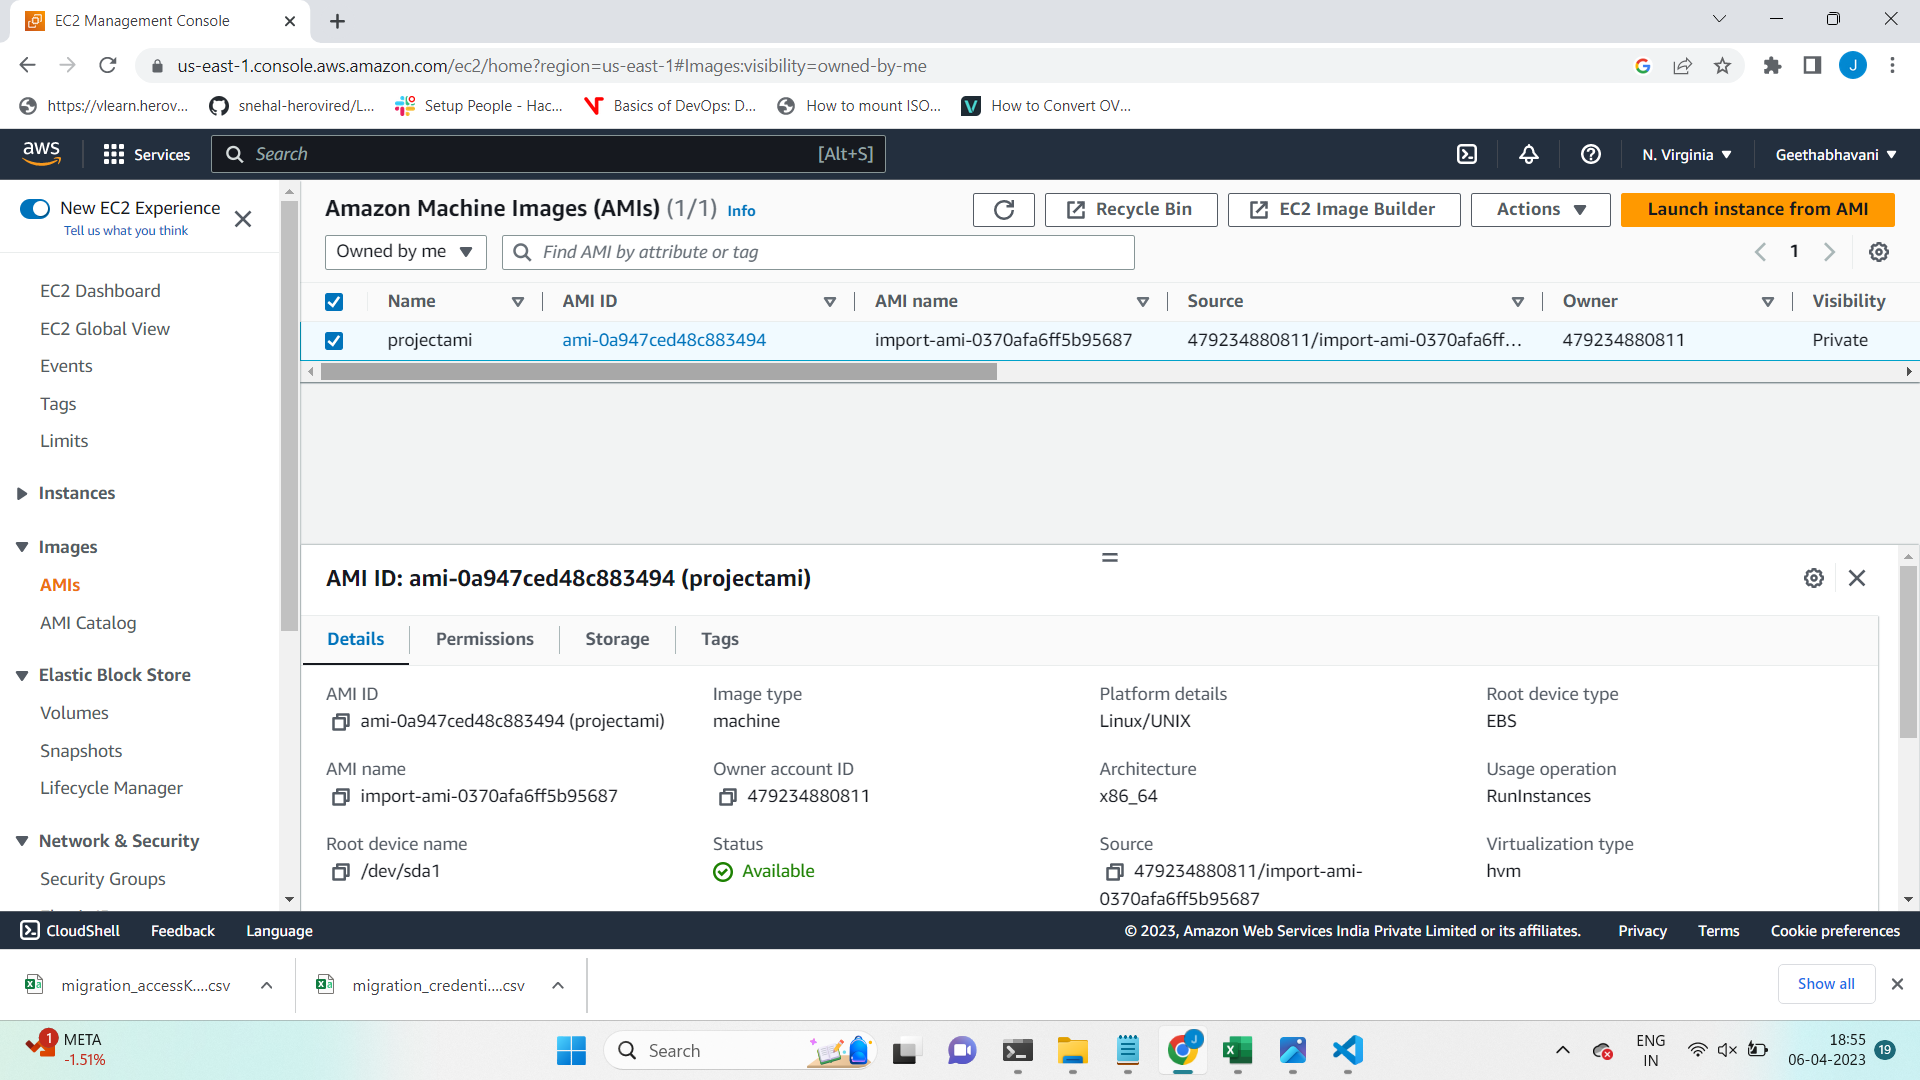 EC2 Management Console
us-east-1.console.aws.amazon.com/ec2/home?region=us-east-1#Images:visibility=owned-by-me
J
https://vlearn.herov... snehal-herovired/L... Setup People - Hac... Basics of DevOps: D... How to mount ISO... How to Convert OV...
aws Services Search [Alt+S] N. Virginia Geethabhavani
New EC2 Experience
Tell us what you think
EC2 Dashboard
EC2 Global View
Events
Tags
Limits
Instances
Images
AMIs
AMI Catalog
Elastic Block Store
Volumes
Snapshots
Lifecycle Manager
Network & Security
Security Groups
Amazon Machine Images (AMIs) (1/1) Info
Recycle Bin EC2 Image Builder Actions Launch instance from AMI
Owned by me Find AMI by attribute or tag 1
Name AMI ID AMI name Source Owner Visibility
projectami ami-0a947ced48c883494 import-ami-0370afa6ff5b95687 479234880811/import-ami-0370afa6ff... 479234880811 Private
AMI ID: ami-0a947ced48c883494 (projectami)
Details Permissions Storage Tags
AMI ID Image type Platform details Root device type
ami-0a947ced48c883494 (projectami) machine Linux/UNIX EBS
AMI name Owner account ID Architecture Usage operation
import-ami-0370afa6ff5b95687 479234880811 x86_64 RunInstances
Root device name Status Source Virtualization type
/dev/sda1 Available 479234880811/import-ami-
0370afa6ff5b95687 hvm
CloudShell Feedback Language © 2023, Amazon Web Services India Private Limited or its affiliates. Privacy Terms Cookie preferences
migration_accessK....csv migration_credenti....csv Show all
1 META
-1.51%
Search
J
ENG
IN
18:55
06-04-2023
19